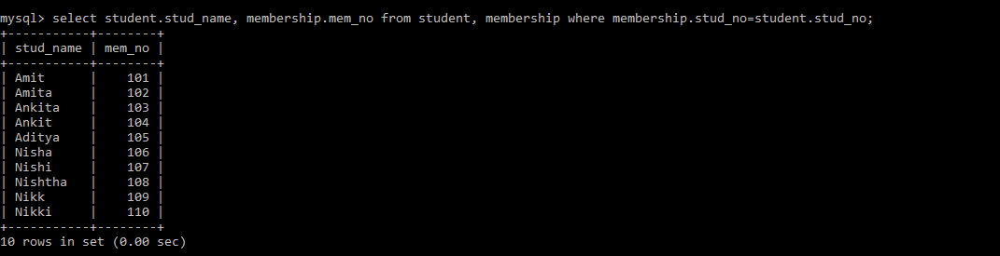 mysql> select student.stud_name, membership.mem_no from student, membership where membership.stud_no=student.stud_no;
+-----------+--------+
| stud_name | mem_no |
+-----------+--------+
| Amit      |    101 |
| Amita     |    102 |
| Ankita    |    103 |
| Ankit     |    104 |
| Aditya    |    105 |
| Nisha     |    106 |
| Nishi     |    107 |
| Nishtha   |    108 |
| Nikk      |    109 |
| Nikki     |    110 |
+-----------+--------+
10 rows in set (0.00 sec)